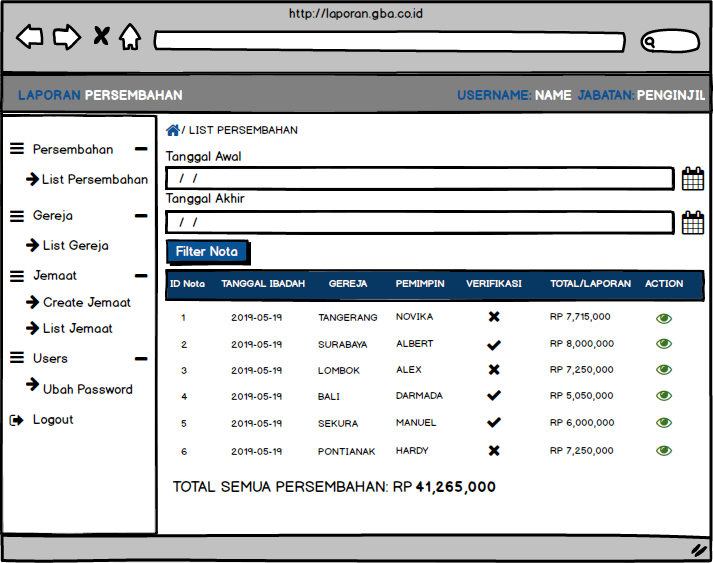 http://laporan.gba.co.id
LAPORAN PERSEMBAHAN USERNAME: NAME JABATAN: PENGINJIL
/ LIST PERSEMBAHAN
Persembahan
List Persembahan
Gereja
List Gereja
Jemaat
Create Jemaat
List Jemaat
Users
Ubah Password
Logout
Tanggal Awal
/ /
Tanggal Akhir
/ /
Filter Nota
ID Nota TANGGAL IBADAH GEREJA PEMIMPIN VERIFIKASI TOTAL/LAPORAN ACTION
1 2019-05-19 TANGERANG NOVIKA RP 7,715,000
2 2019-05-19 SURABAYA ALBERT RP 8,000,000
3 2019-05-19 LOMBOK ALEX RP 7,250,000
4 2019-05-19 BALI DARMADA RP 5,050,000
5 2019-05-19 SEKURA MANUEL RP 6,000,000
6 2019-05-19 PONTIANAK HARDY RP 7,250,000
TOTAL SEMUA PERSEMBAHAN: RP 41,265,000